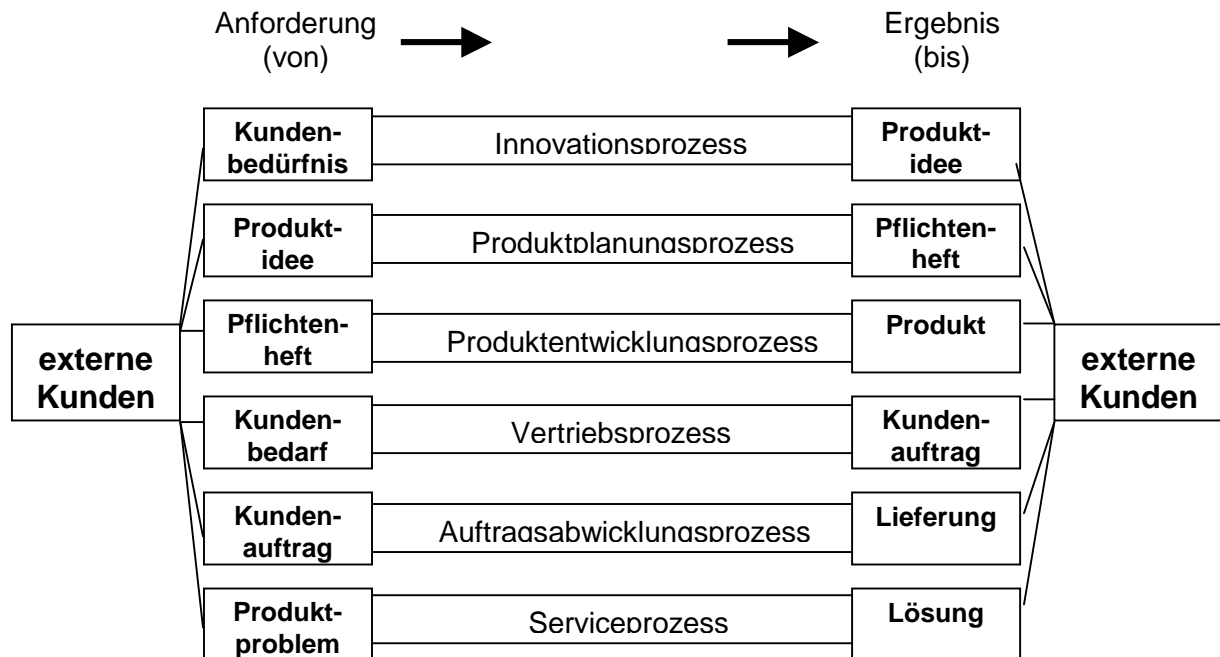 Anforderung
(von)
Ergebnis
(bis)
Kunden-
bedürfnis
Innovationsprozess
Produkt-
idee
Produkt-
idee
Produktplanungsprozess
Pflichten-
heft
externe
Kunden
Pflichten-
heft
Produktentwicklungsprozess
Produkt
externe
Kunden
Kunden-
bedarf
Vertriebsprozess
Kunden-
auftrag
Kunden-
auftrag
Auftragsabwicklungsprozess
Lieferung
Produkt-
problem
Serviceprozess
Lösung